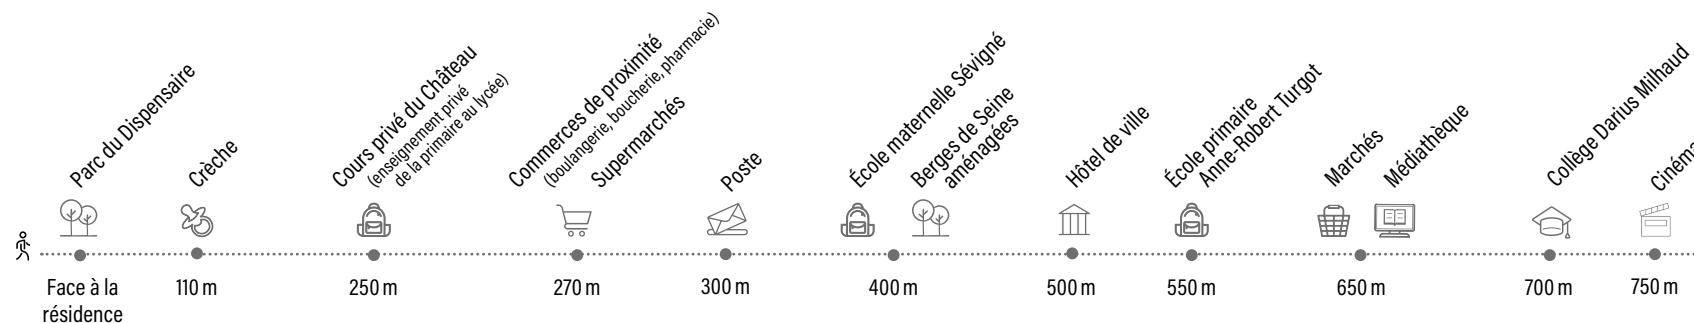 Parc du Dispensaire
Crèche
Cours privé du Château
(enseignement privé
de la primaire au lycée)
Commerces de proximité
(boulangerie, boucherie, pharmacie)
Supermarchés
Poste
École maternelle Sévigné
Berges de Seine
aménagées
Hôtel de ville
École primaire
Anne-Robert Turgot
Marchés
Médiathèque
Collège Darius Milhaud
Face à la
résidence
110 m
250 m
270 m
300 m
400 m
500 m
550 m
650 m
700 m
750 m